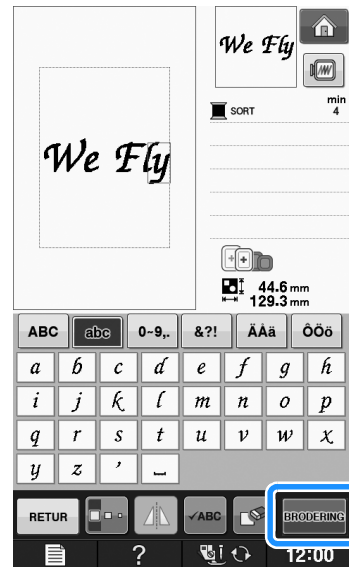 We Fly
We Fly
SORT
min
4
44.6 mm
129.3 mm
ABC abc 0~9,. &?! ÄÅä ÔÖö
a b c d e f g h
i j k l m n o p
q r s t u v w x
y z ’ ⎵
RETUR ✓ABC BRODERING
? 12:00